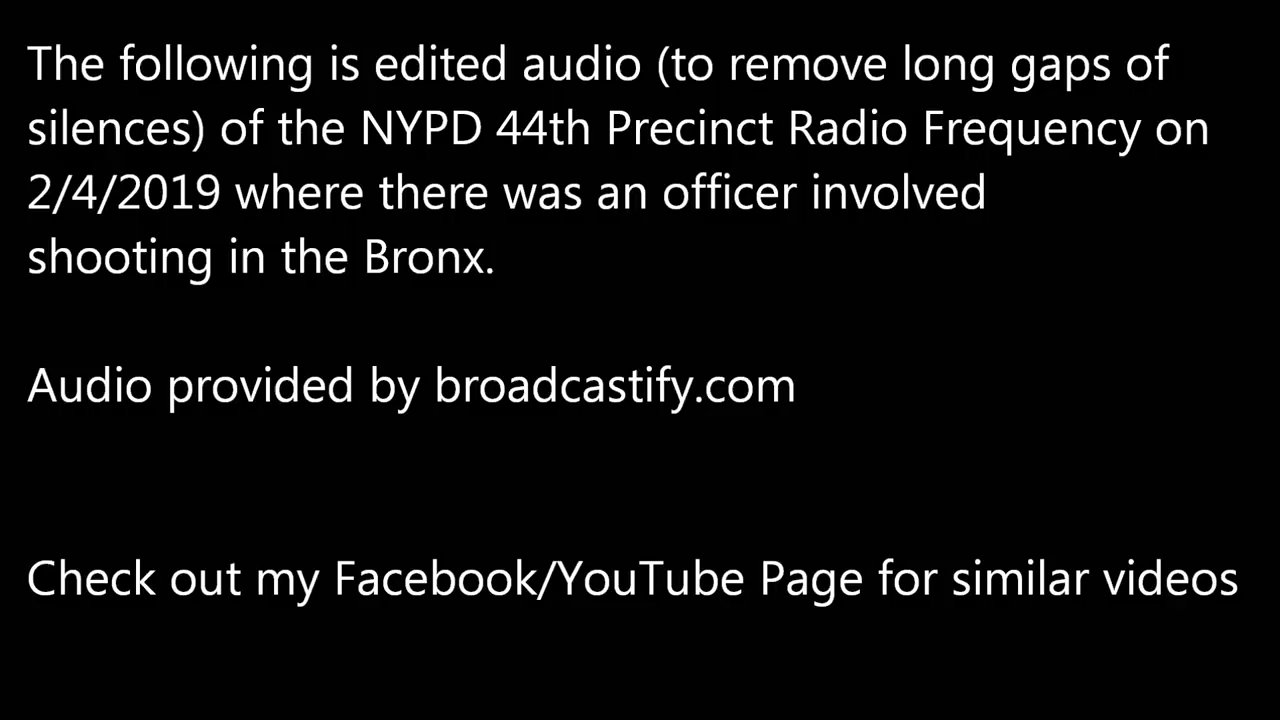 The following is edited audio (to remove long gaps of
silences) of the NYPD 44th Precinct Radio Frequency on
2/4/2019 where there was an officer involved
shooting in the Bronx.
Audio provided by broadcastify.com
Check out my Facebook/YouTube Page for similar videos